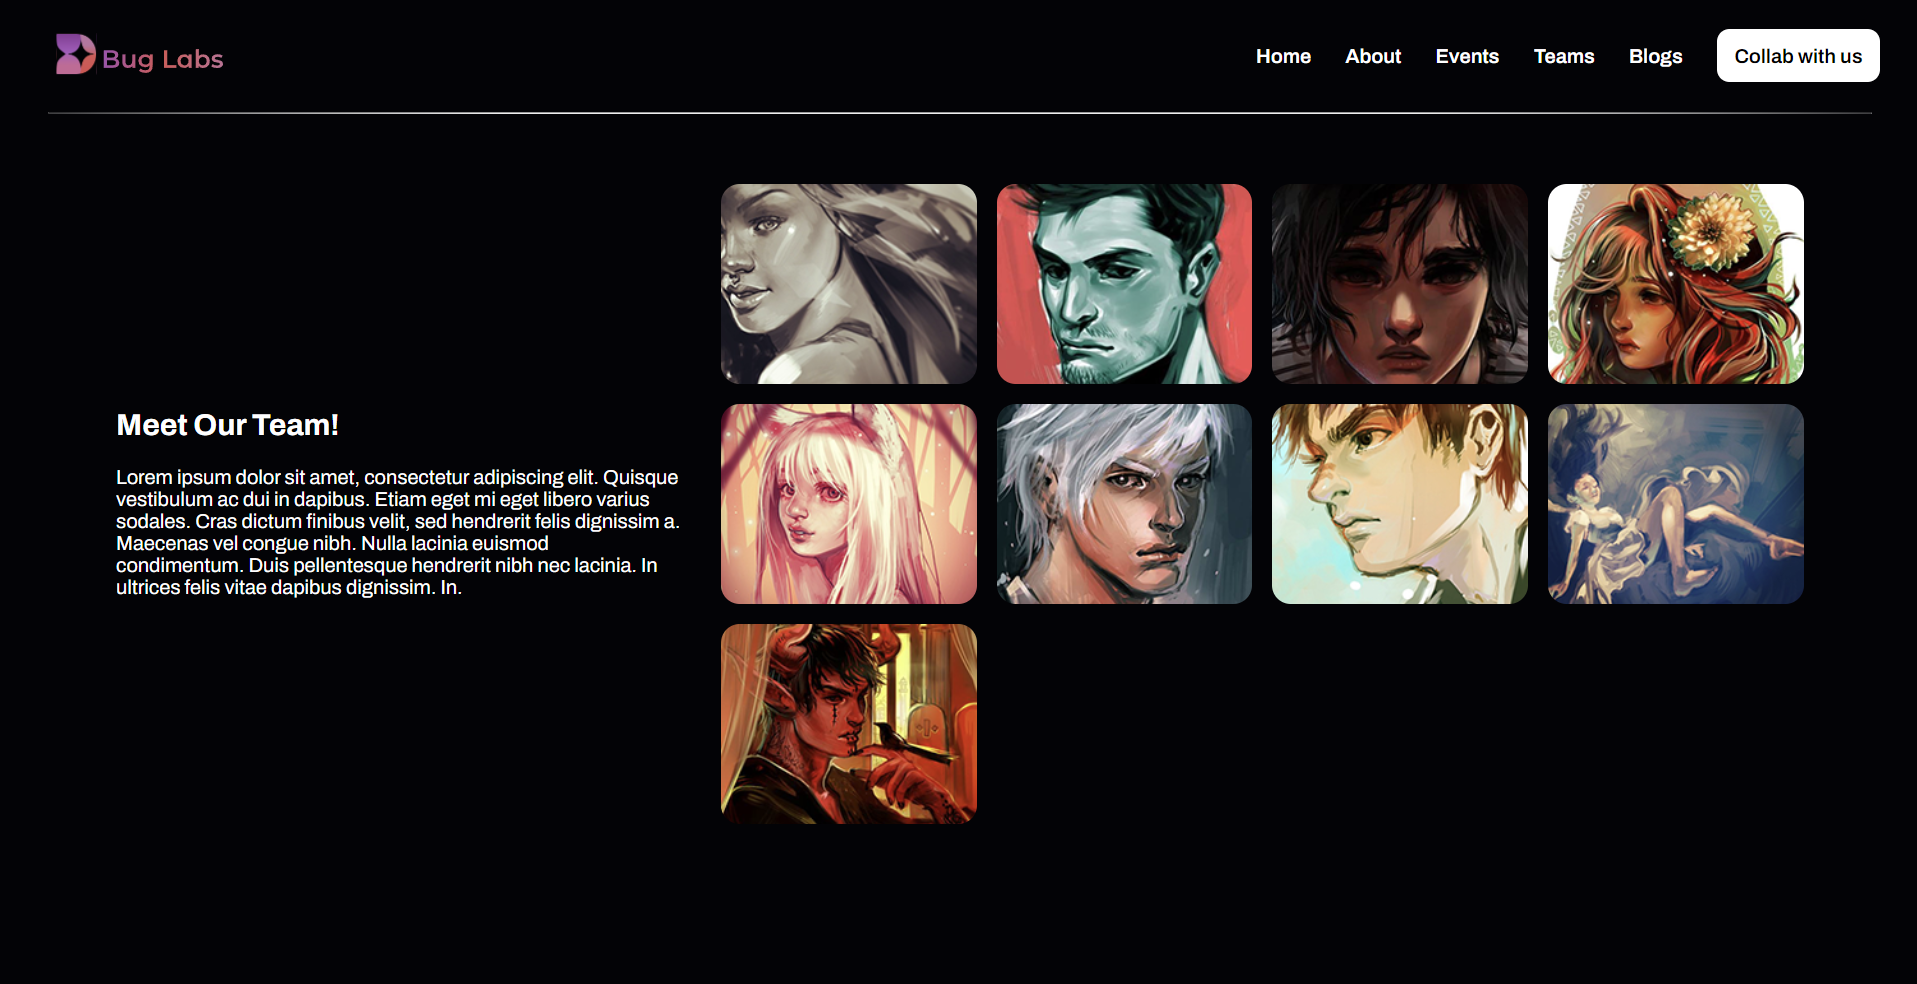 Bug Labs
Home About Events Teams Blogs Collab with us
Meet Our Team!
Lorem ipsum dolor sit amet, consectetur adipiscing elit. Quisque
vestibulum ac dui in dapibus. Etiam eget mi eget libero varius
sodales. Cras dictum finibus velit, sed hendrerit felis dignissim a.
Maecenas vel congue nibh. Nulla lacinia euismod
condimentum. Duis pellentesque hendrerit nibh nec lacinia. In
ultrices felis vitae dapibus dignissim. In.